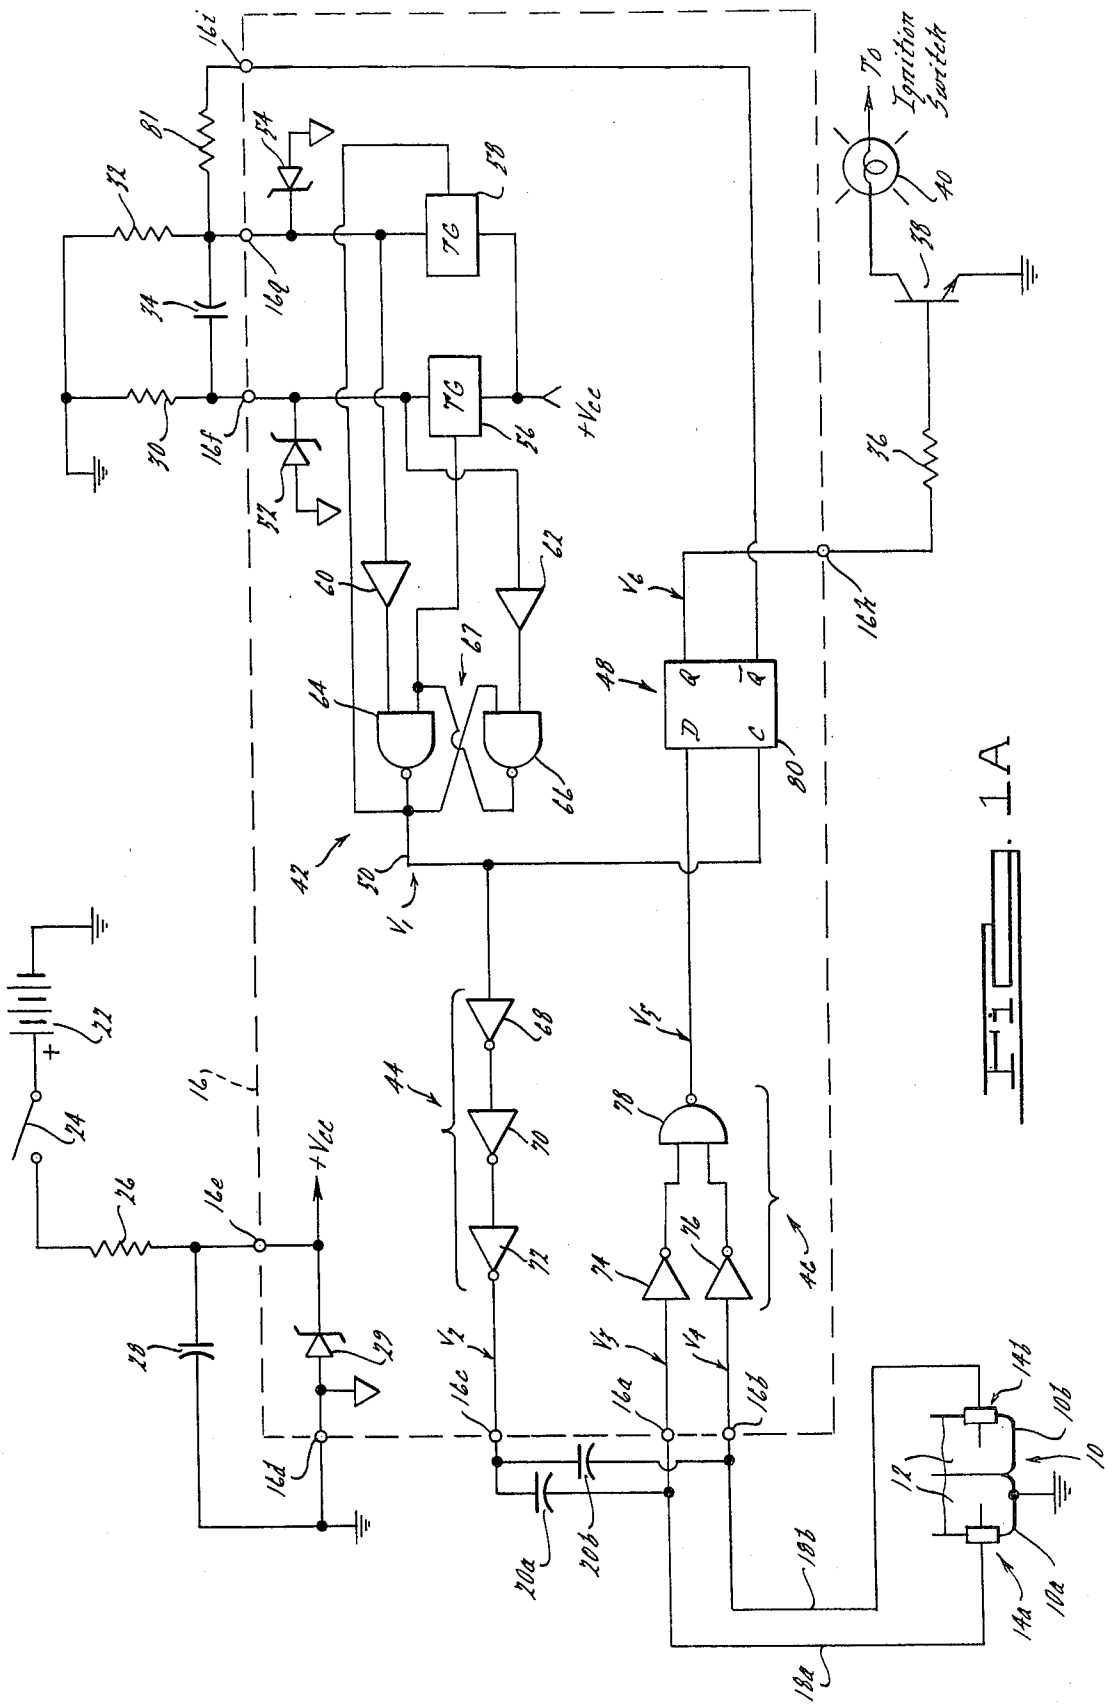 22
+
24
26
28
16e
+Vcc
29
16d
16
30
32
34
81
16i
16f
16g
52
54
TG
56
TG
58
+Vcc
60
62
64
66
67
42
50
V1
44
68
70
72
V2
16c
20a
20b
74
76
78
46
V3
V4
V5
16a
16b
48
D
Q
C
Q̅
80
V6
16h
36
38
40
To
Ignition
Switch
18a
18b
14a
14b
10a
10b
10
12
Fig. 1A